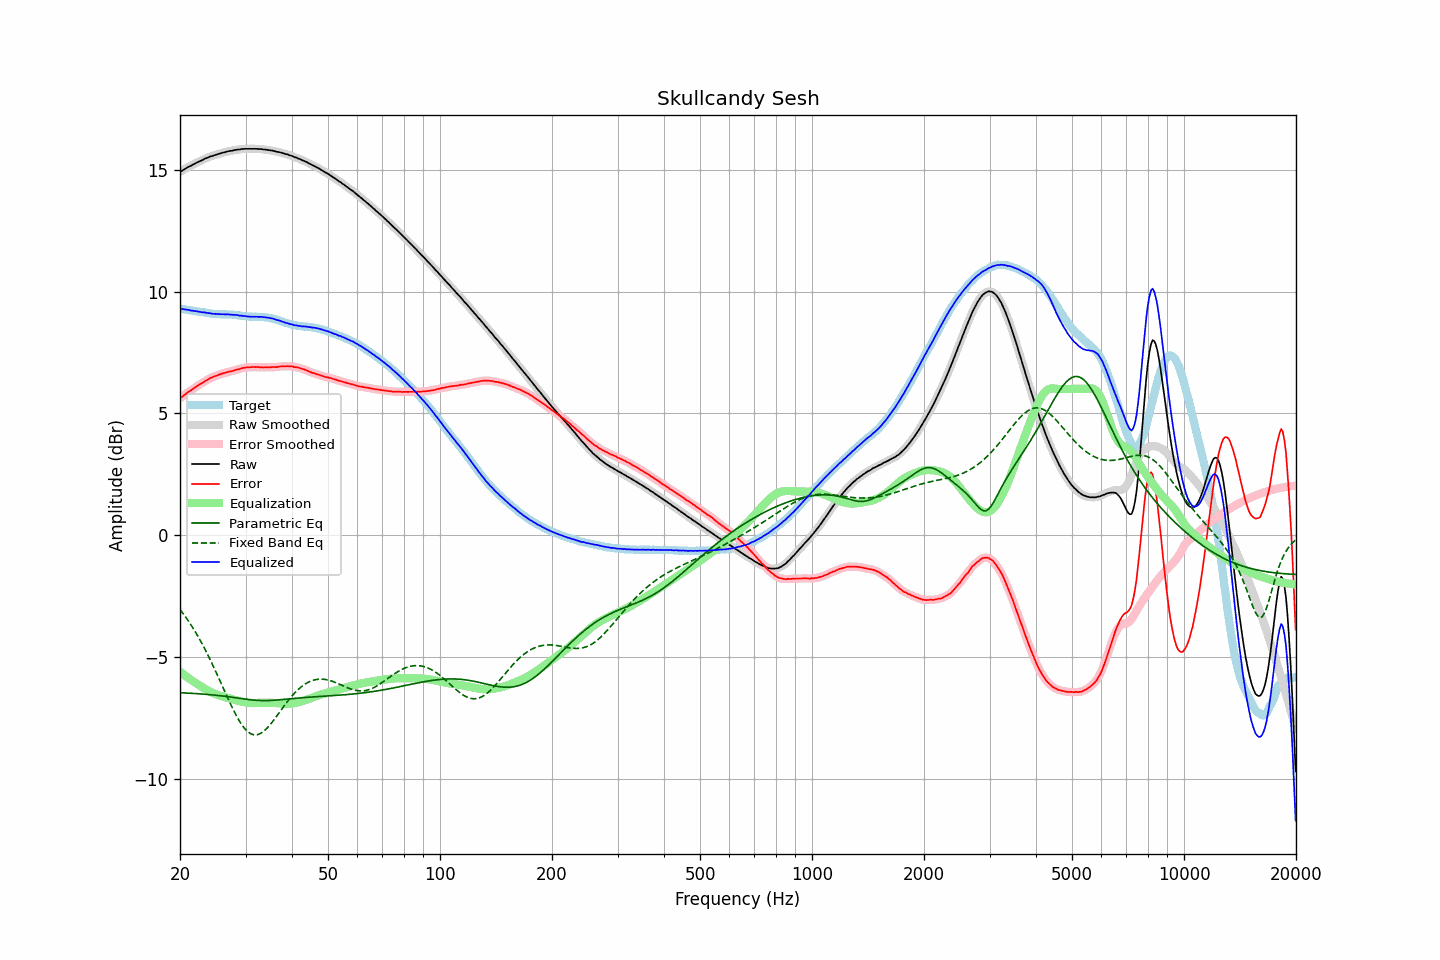 Skullcandy Sesh
Amplitude (dBr)
15
10
5
0
−5
−10
Target
Raw Smoothed
Error Smoothed
Raw
Error
Equalization
Parametric Eq
Fixed Band Eq
Equalized
20 50 100 200 500 1000 2000 5000 10000 20000
Frequency (Hz)